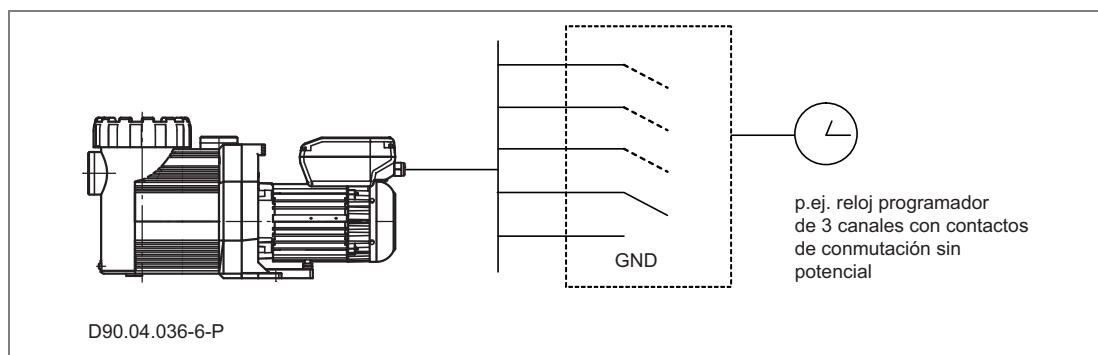 GND
p.ej. reloj programador
de 3 canales con contactos
de conmutación sin
potencial
D90.04.036-6-P